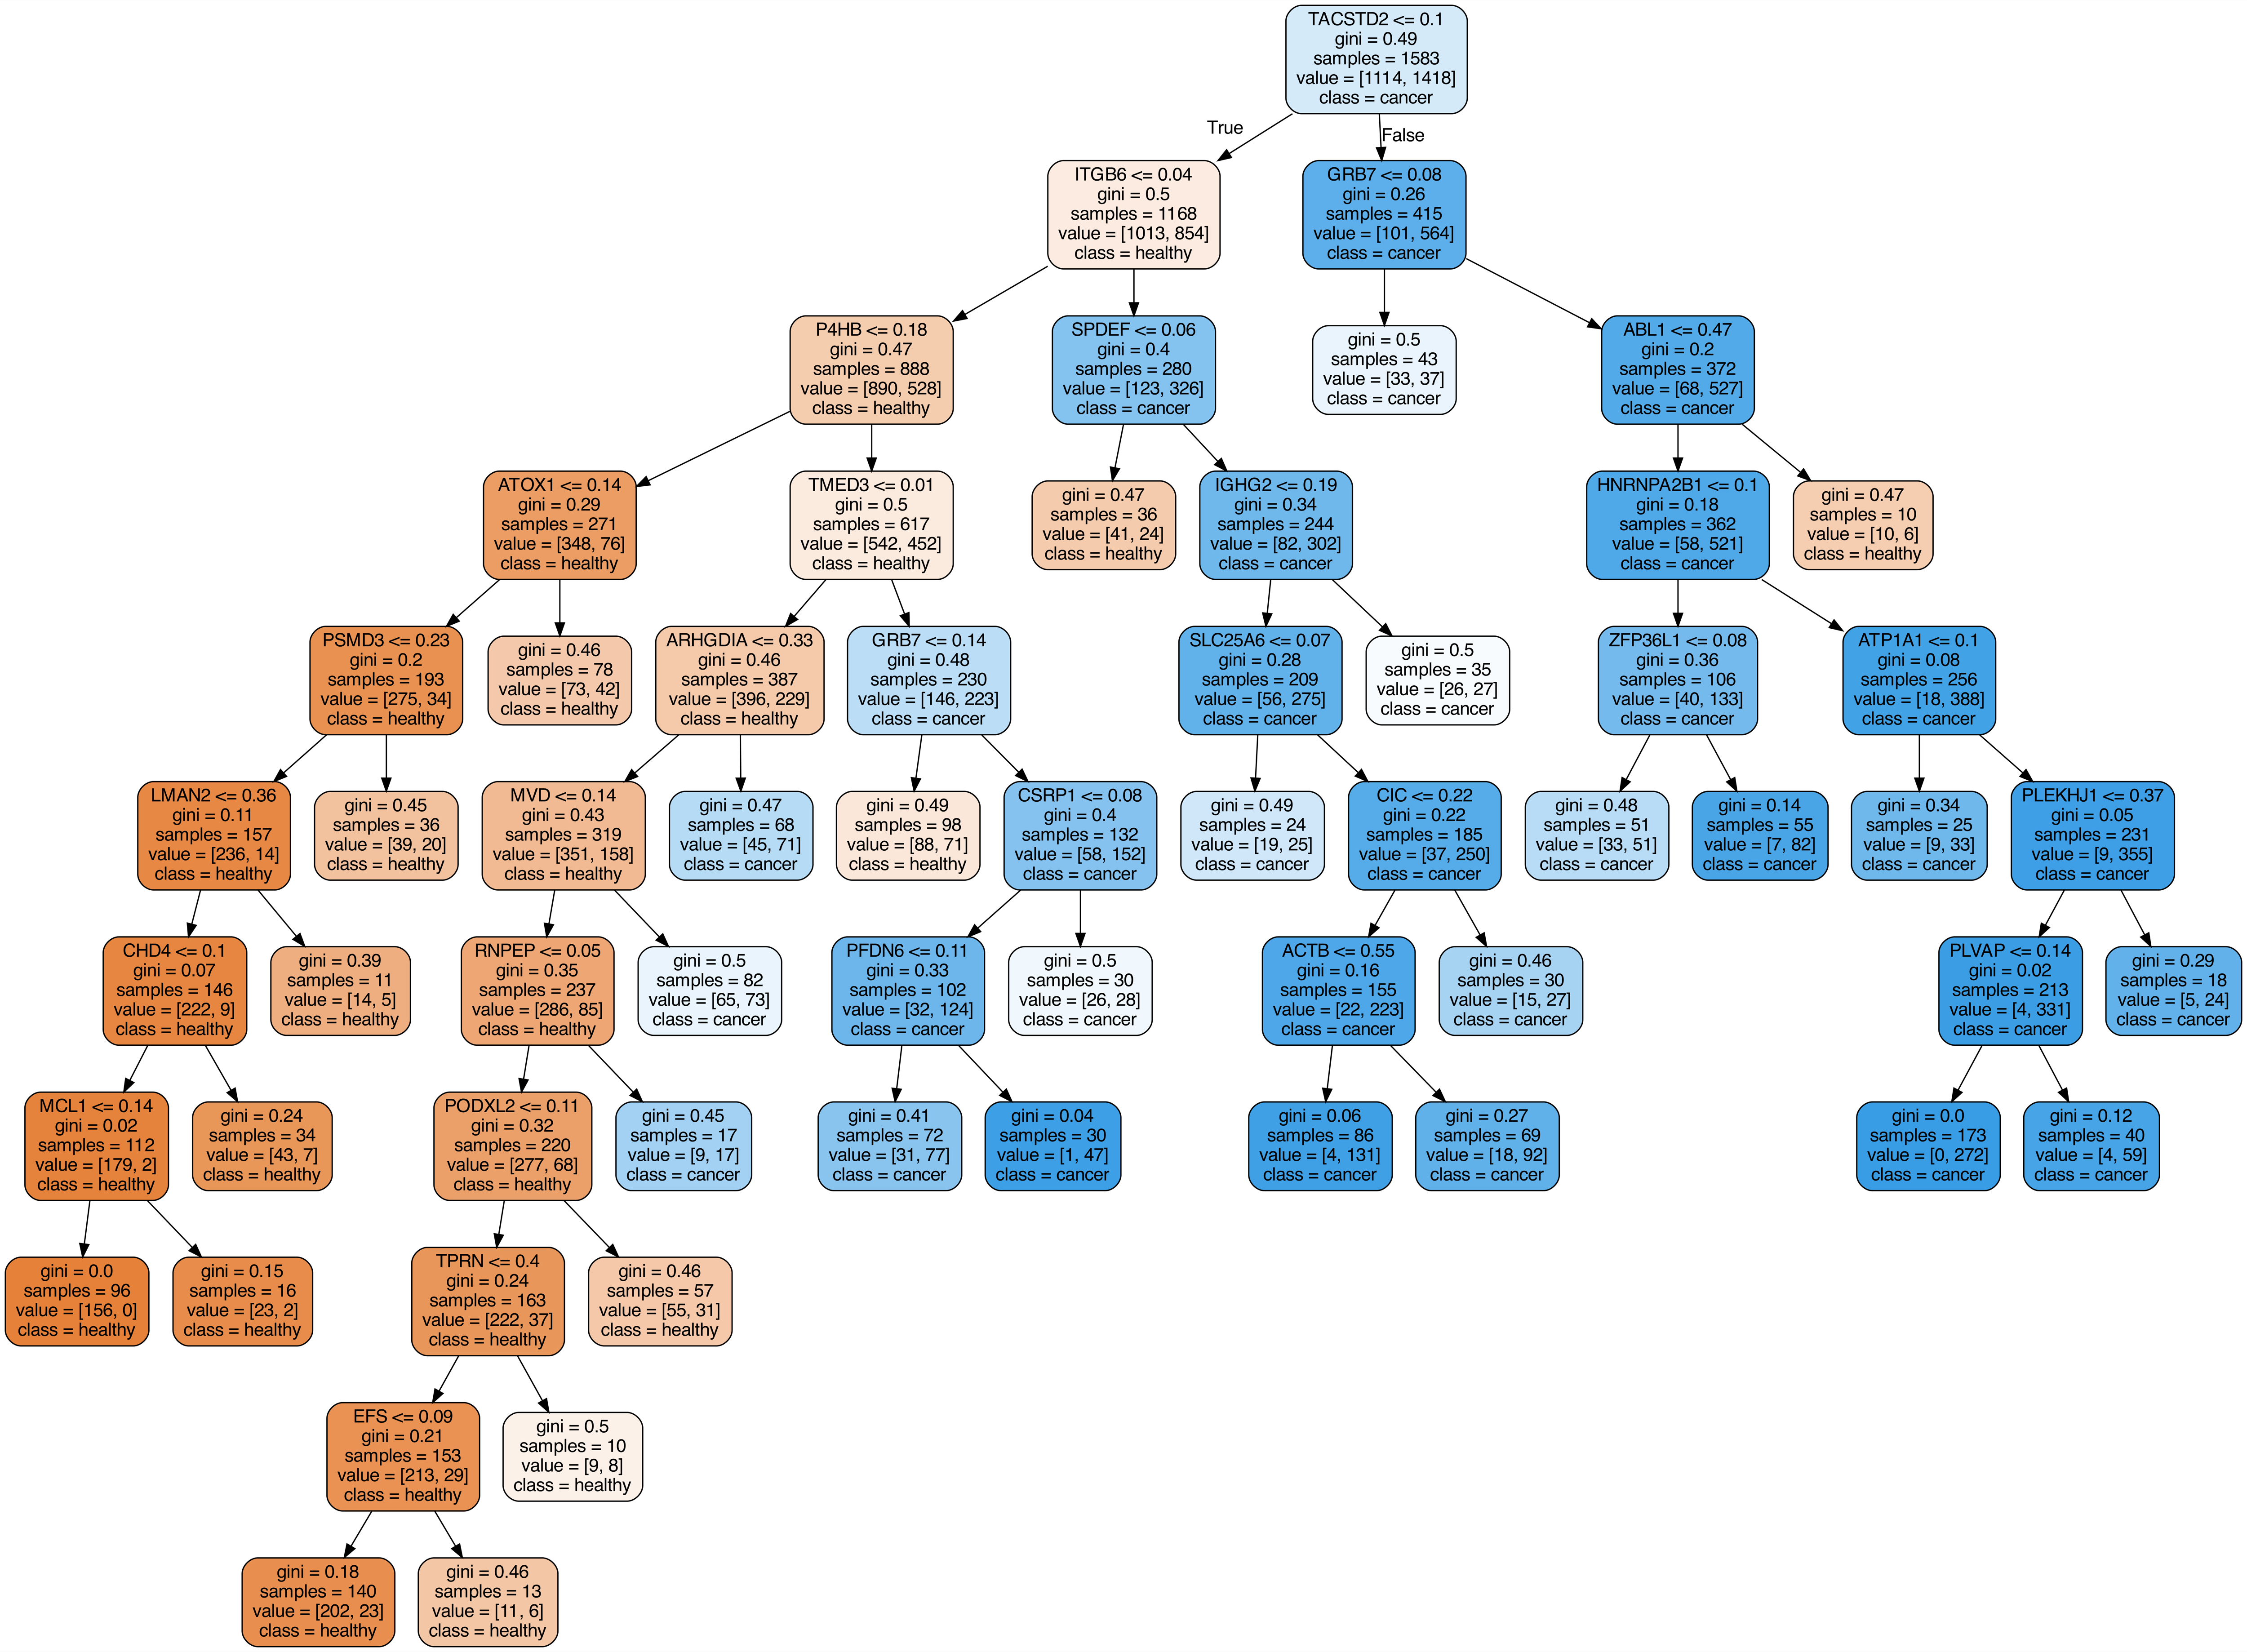 TACSTD2 <= 0.1
gini = 0.49
samples = 1583
value = [1114, 1418]
class = cancer
True
False
ITGB6 <= 0.04
gini = 0.5
samples = 1168
value = [1013, 854]
class = healthy
GRB7 <= 0.08
gini = 0.26
samples = 415
value = [101, 564]
class = cancer
P4HB <= 0.18
gini = 0.47
samples = 888
value = [890, 528]
class = healthy
SPDEF <= 0.06
gini = 0.4
samples = 280
value = [123, 326]
class = cancer
gini = 0.5
samples = 43
value = [33, 37]
class = cancer
ABL1 <= 0.47
gini = 0.2
samples = 372
value = [68, 527]
class = cancer
ATOX1 <= 0.14
gini = 0.29
samples = 271
value = [348, 76]
class = healthy
TMED3 <= 0.01
gini = 0.5
samples = 617
value = [542, 452]
class = healthy
gini = 0.47
samples = 36
value = [41, 24]
class = healthy
IGHG2 <= 0.19
gini = 0.34
samples = 244
value = [82, 302]
class = cancer
HNRNPA2B1 <= 0.1
gini = 0.18
samples = 362
value = [58, 521]
class = cancer
gini = 0.47
samples = 10
value = [10, 6]
class = healthy
PSMD3 <= 0.23
gini = 0.2
samples = 193
value = [275, 34]
class = healthy
gini = 0.46
samples = 78
value = [73, 42]
class = healthy
ARHGDIA <= 0.33
gini = 0.46
samples = 387
value = [396, 229]
class = healthy
GRB7 <= 0.14
gini = 0.48
samples = 230
value = [146, 223]
class = cancer
SLC25A6 <= 0.07
gini = 0.28
samples = 209
value = [56, 275]
class = cancer
gini = 0.5
samples = 35
value = [26, 27]
class = cancer
ZFP36L1 <= 0.08
gini = 0.36
samples = 106
value = [40, 133]
class = cancer
ATP1A1 <= 0.1
gini = 0.08
samples = 256
value = [18, 388]
class = cancer
LMAN2 <= 0.36
gini = 0.11
samples = 157
value = [236, 14]
class = healthy
gini = 0.45
samples = 36
value = [39, 20]
class = healthy
MVD <= 0.14
gini = 0.43
samples = 319
value = [351, 158]
class = healthy
gini = 0.47
samples = 68
value = [45, 71]
class = cancer
gini = 0.49
samples = 98
value = [88, 71]
class = healthy
CSRP1 <= 0.08
gini = 0.4
samples = 132
value = [58, 152]
class = cancer
gini = 0.49
samples = 24
value = [19, 25]
class = cancer
CIC <= 0.22
gini = 0.22
samples = 185
value = [37, 250]
class = cancer
gini = 0.48
samples = 51
value = [33, 51]
class = cancer
gini = 0.14
samples = 55
value = [7, 82]
class = cancer
gini = 0.34
samples = 25
value = [9, 33]
class = cancer
PLEKHJ1 <= 0.37
gini = 0.05
samples = 231
value = [9, 355]
class = cancer
CHD4 <= 0.1
gini = 0.07
samples = 146
value = [222, 9]
class = healthy
gini = 0.39
samples = 11
value = [14, 5]
class = healthy
RNPEP <= 0.05
gini = 0.35
samples = 237
value = [286, 85]
class = healthy
gini = 0.5
samples = 82
value = [65, 73]
class = cancer
PFDN6 <= 0.11
gini = 0.33
samples = 102
value = [32, 124]
class = cancer
gini = 0.5
samples = 30
value = [26, 28]
class = cancer
ACTB <= 0.55
gini = 0.16
samples = 155
value = [22, 223]
class = cancer
gini = 0.46
samples = 30
value = [15, 27]
class = cancer
PLVAP <= 0.14
gini = 0.02
samples = 213
value = [4, 331]
class = cancer
gini = 0.29
samples = 18
value = [5, 24]
class = cancer
MCL1 <= 0.14
gini = 0.02
samples = 112
value = [179, 2]
class = healthy
gini = 0.24
samples = 34
value = [43, 7]
class = healthy
PODXL2 <= 0.11
gini = 0.32
samples = 220
value = [277, 68]
class = healthy
gini = 0.45
samples = 17
value = [9, 17]
class = cancer
gini = 0.41
samples = 72
value = [31, 77]
class = cancer
gini = 0.04
samples = 30
value = [1, 47]
class = cancer
gini = 0.06
samples = 86
value = [4, 131]
class = cancer
gini = 0.27
samples = 69
value = [18, 92]
class = cancer
gini = 0.0
samples = 173
value = [0, 272]
class = cancer
gini = 0.12
samples = 40
value = [4, 59]
class = cancer
gini = 0.0
samples = 96
value = [156, 0]
class = healthy
gini = 0.15
samples = 16
value = [23, 2]
class = healthy
TPRN <= 0.4
gini = 0.24
samples = 163
value = [222, 37]
class = healthy
gini = 0.46
samples = 57
value = [55, 31]
class = healthy
EFS <= 0.09
gini = 0.21
samples = 153
value = [213, 29]
class = healthy
gini = 0.5
samples = 10
value = [9, 8]
class = healthy
gini = 0.18
samples = 140
value = [202, 23]
class = healthy
gini = 0.46
samples = 13
value = [11, 6]
class = healthy